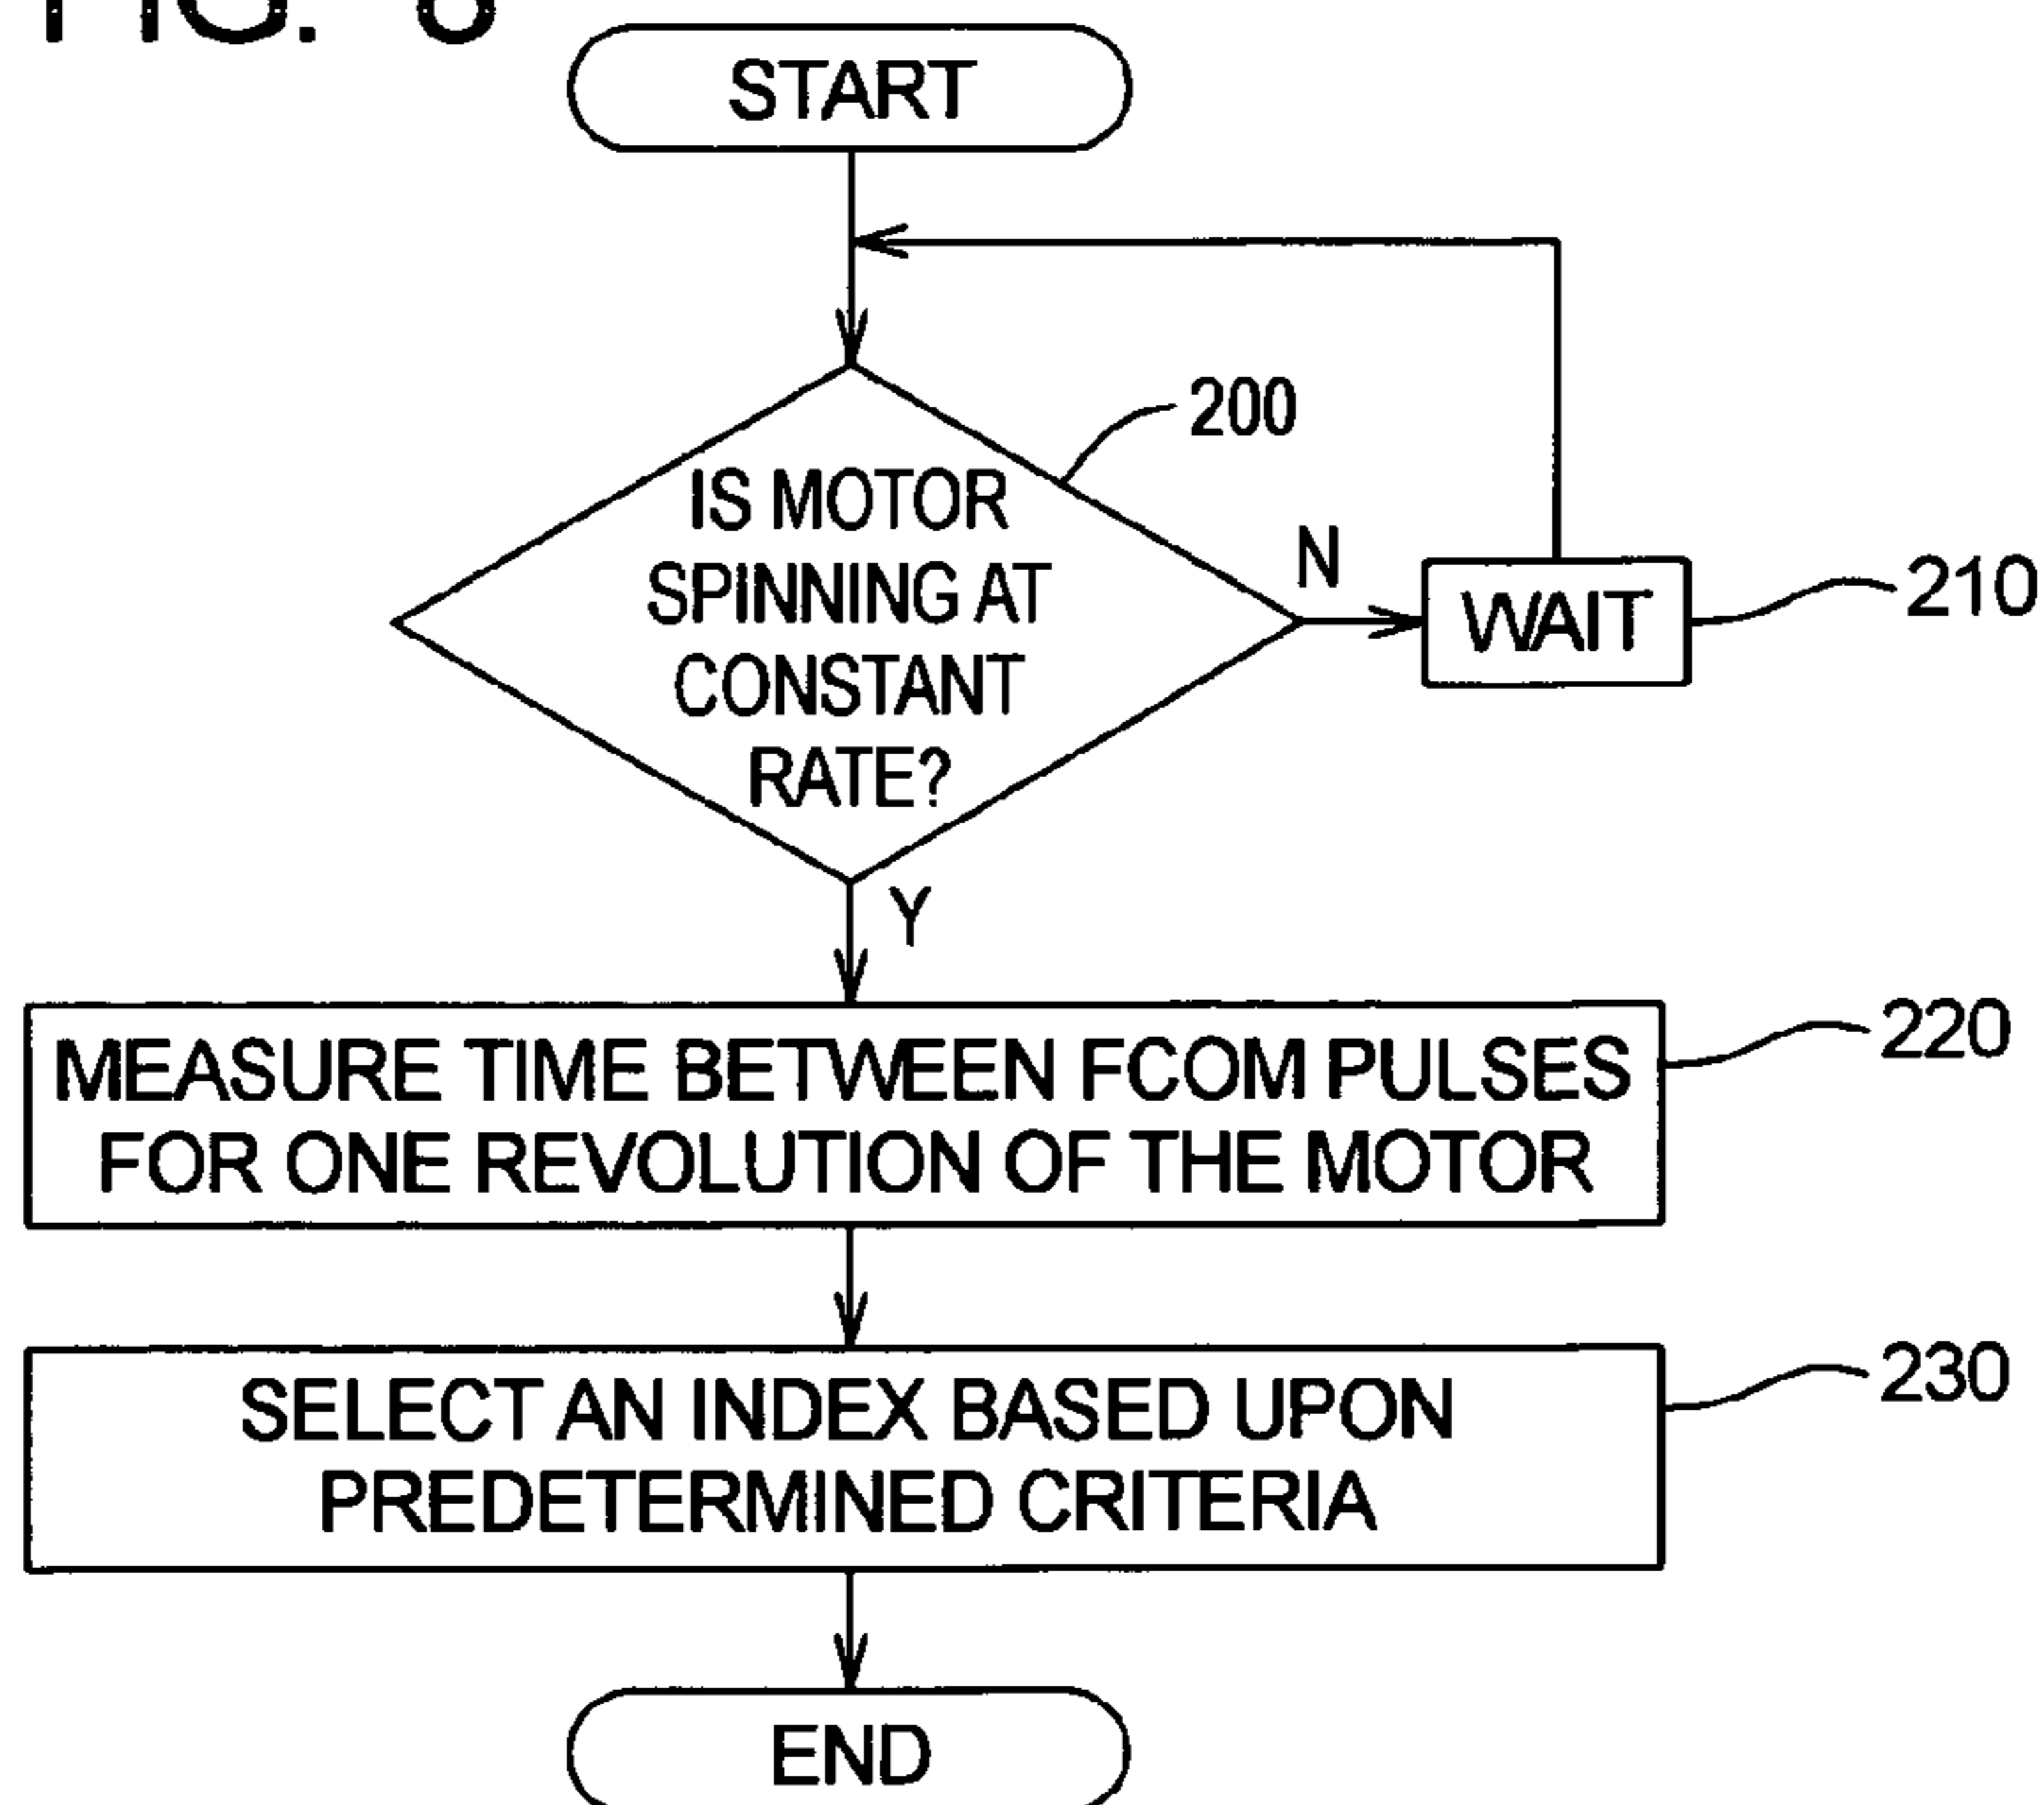 FIG.
START
200
IS MOTOR
SPINNING AT
CONSTANT
RATE?
N
WAIT
210
Y
MEASURE TIME BETWEEN FCOM PULSES
FOR ONE REVOLUTION OF THE MOTOR
220
SELECT AN INDEX BASED UPON
PREDETERMINED CRITERIA
230
END